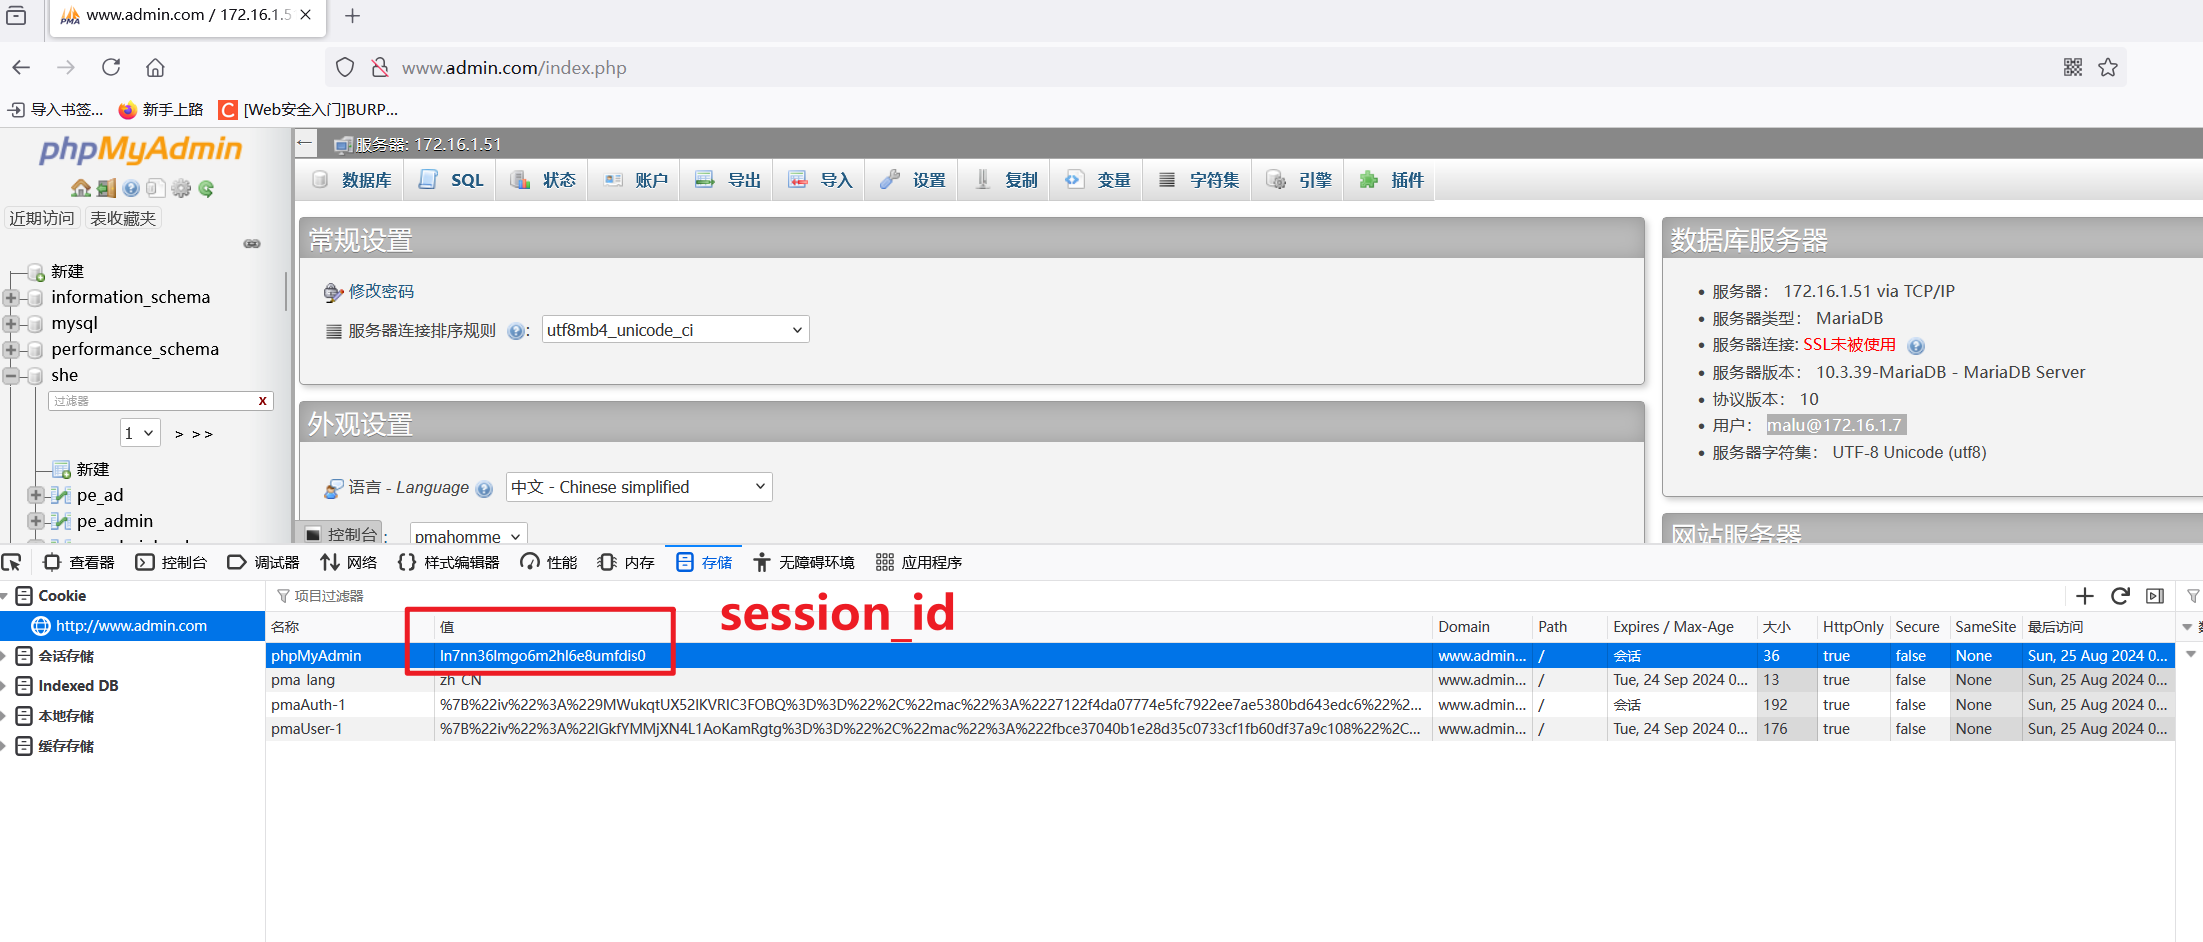 www.admin.com / 172.16.1.5
www.admin.com/index.php
导入书签... 新手上路 [Web安全入门]BURP...
phpMyAdmin
服务器: 172.16.1.51
数据库 SQL 状态 账户 导出 导入 设置 复制 变量 字符集 引擎 插件
近期访问 表收藏夹
新建
information_schema
mysql
performance_schema
she
过滤器 X
1 > >>
新建
pe_ad
pe_admin
常规设置
修改密码
服务器连接排序规则 : utf8mb4_unicode_ci
外观设置
语言 - Language 中文 - Chinese simplified
控制台 : pmahomme
数据库服务器
• 服务器: 172.16.1.51 via TCP/IP
• 服务器类型: MariaDB
• 服务器连接: SSL未被使用
• 服务器版本: 10.3.39-MariaDB - MariaDB Server
• 协议版本: 10
• 用户: malu@172.16.1.7
• 服务器字符集: UTF-8 Unicode (utf8)
网站服务器
查看器 控制台 调试器 网络 样式编辑器 性能 内存 存储 无障碍环境 应用程序
Cookie
http://www.admin.com
会话存储
Indexed DB
本地存储
缓存存储
项目过滤器
session_id
名称 值 Domain Path Expires / Max-Age 大小 HttpOnly Secure SameSite 最后访问
phpMyAdmin ln7nn36lmgo6m2hl6e8umfdis0 www.admin... / 会话 36 true false None Sun, 25 Aug 2024 0...
pma_lang zh_CN www.admin... / Tue, 24 Sep 2024 0... 13 true false None Sun, 25 Aug 2024 0...
pmaAuth-1 %7B%22iv%22%3A%229MWukqtUX52IKVRIC3FOBQ%3D%3D%22%2C%22mac%22%3A%2227122f4da07774e5fc7922ee7ae5380bd643edc6%22%2... www.admin... / 会话 192 true false None Sun, 25 Aug 2024 0...
pmaUser-1 %7B%22iv%22%3A%22IGkfYMMjXN4L1AoKamRgtg%3D%3D%22%2C%22mac%22%3A%222fbce37040b1e28d35c0733cf1fb60df37a9c108%22%2C... www.admin... / Tue, 24 Sep 2024 0... 176 true false None Sun, 25 Aug 2024 0...